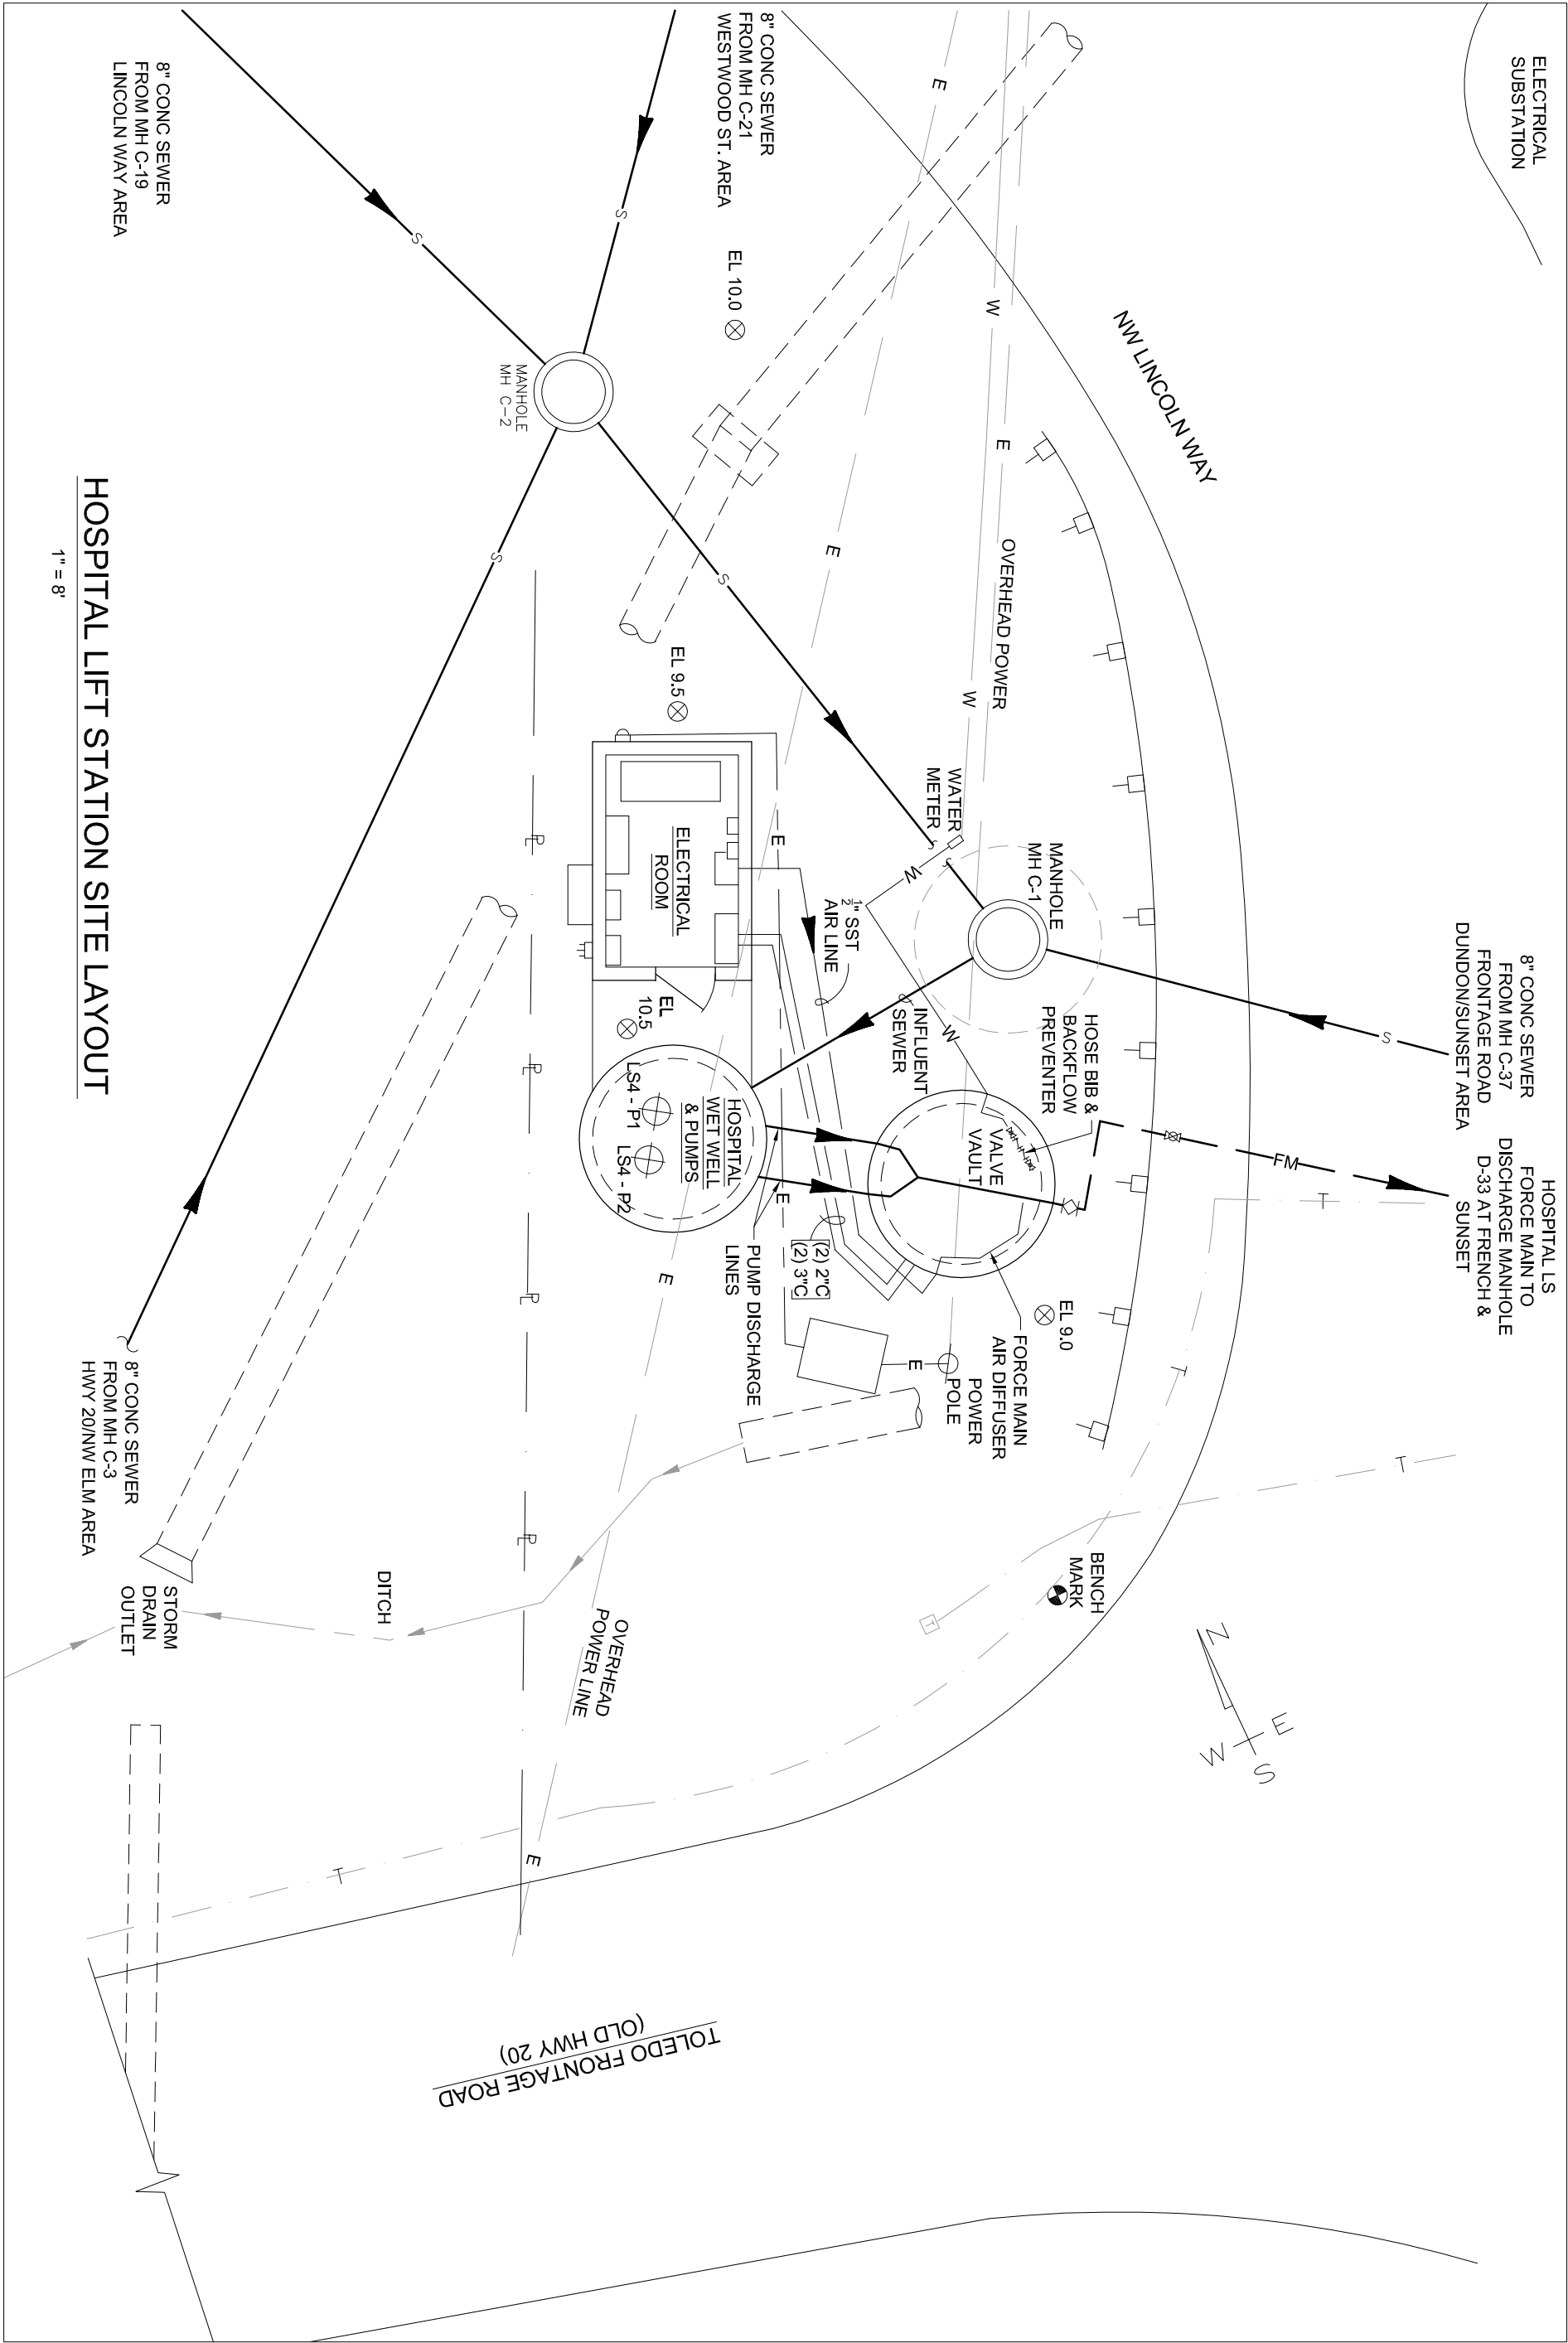 ELECTRICAL
SUBSTATION
NW LINCOLN WAY
8" CONC SEWER
FROM MH C-37
FRONTAGE ROAD
DUNDON/SUNSET AREA
HOSPITAL LS
FORCE MAIN TO
DISCHARGE MANHOLE
D-33 AT FRENCH &
SUNSET
S
FM
T
T
T
BENCH
MARK
T
N
E
W
S
8" CONC SEWER
FROM MH C-21
WESTWOOD ST. AREA
E
W
E
OVERHEAD POWER
W
E
WATER
METER
MANHOLE
MH C-1
S
S
W
W
HOSE BIB &
BACKFLOW
PREVENTER
VALVE
VAULT
EL 9.0
FORCE MAIN
AIR DIFFUSER
POWER
POLE
E
1/2" SST
AIR LINE
INFLUENT
SEWER
(2) 2"C
(2) 3"C
PUMP DISCHARGE
LINES
EL 10.0
S
S
MANHOLE
MH C-2
S
EL 9.5
E
E
E
ELECTRICAL
ROOM
EL
10.5
HOSPITAL
WET WELL
& PUMPS
LS4 - P1
LS4 - P2
E
OVERHEAD
POWER LINE
E
PL
PL
PL
PL
S
8" CONC SEWER
FROM MH C-19
LINCOLN WAY AREA
DITCH
T
TOLEDO FRONTAGE ROAD
(OLD HWY 20)
8" CONC SEWER
FROM MH C-3
HWY 20/NW ELM AREA
STORM
DRAIN
OUTLET
HOSPITAL LIFT STATION SITE LAYOUT
1" = 8'